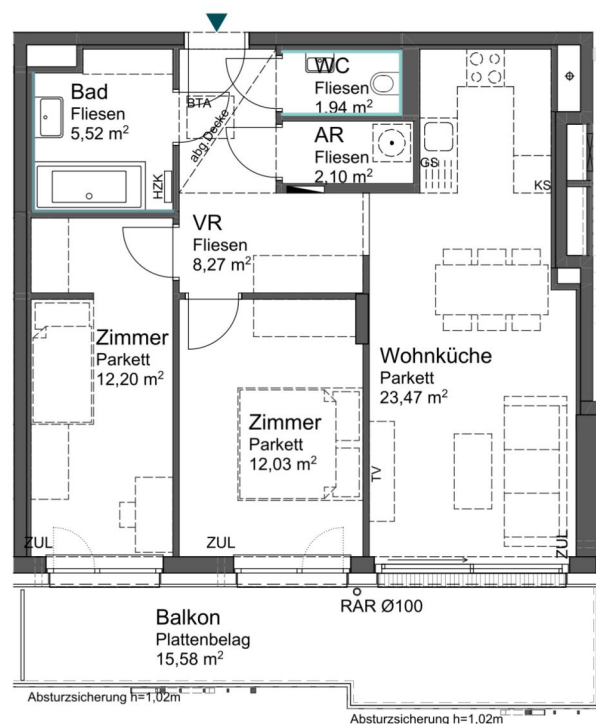 WC
Fliesen
1.94 m²
Bad
Fliesen
5,52 m²
BTA
abg.Decke
AR
Fliesen
2,10 m²
GS
KS
HZK
VR
Fliesen
8,27 m²
Zimmer
Parkett
12,20 m²
Wohnküche
Parkett
23,47 m²
Zimmer
Parkett
12,03 m²
TV
ZUL
ZUL
ZUL
RAR Ø100
Balkon
Plattenbelag
15,58 m²
Absturzsicherung h=1,02m
Absturzsicherung h=1,02m